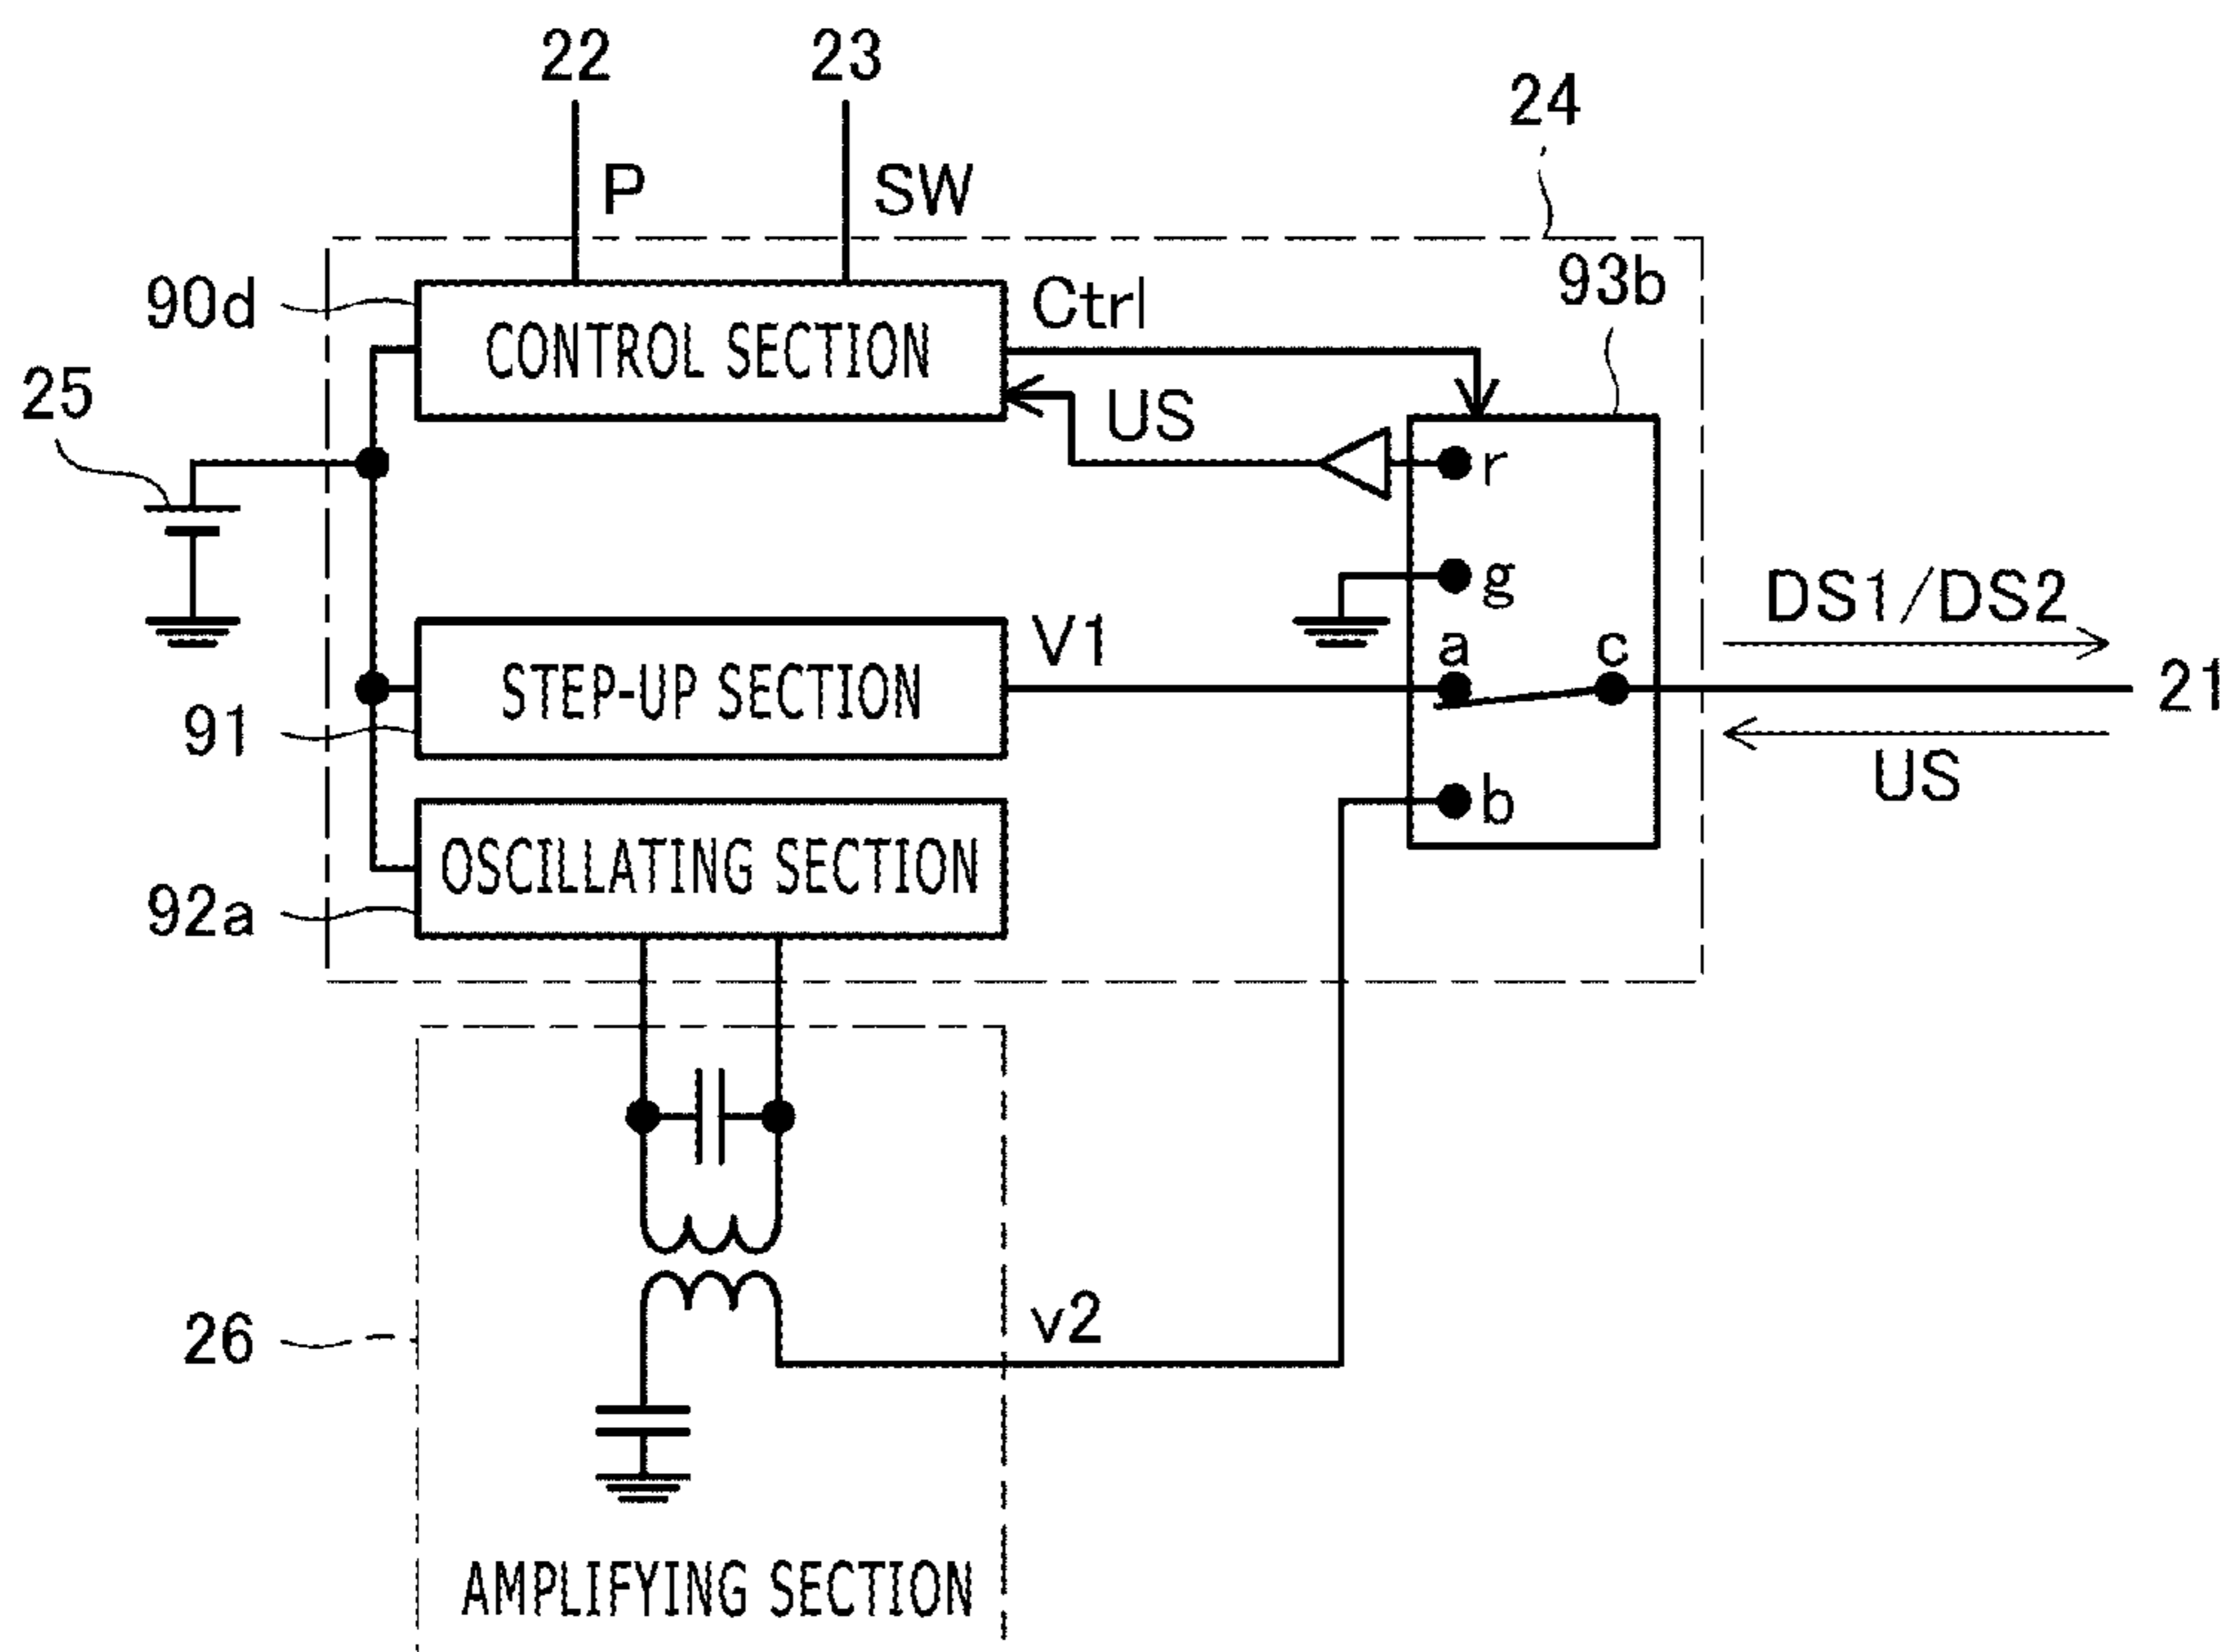 22
23
24
P
SW
90d
CONTROL SECTION
Ctrl
93b
25
US
r
g
DS1/DS2
V1
a
c
STEP-UP SECTION
21
91
US
b
OSCILLATING SECTION
92a
26
v2
AMPLIFYING SECTION